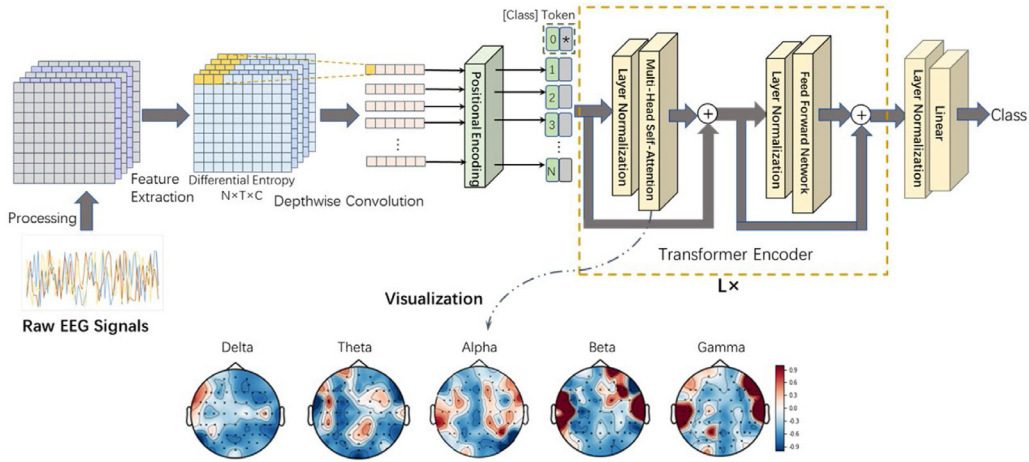 [Class] Token
0 *
1
2
3
N
Positional Encoding
Layer Normalization
Multi-Head Self-Attention
+
Layer Normalization
Feed Forward Network
+
Layer Normalization
Linear
Class
Feature
Extraction
Differential Entropy
N×T×C
Depthwise Convolution
Processing
Raw EEG Signals
Transformer Encoder
L×
Visualization
Delta
Theta
Alpha
Beta
Gamma
0.9
0.6
0.3
0.0
-0.3
-0.6
-0.9